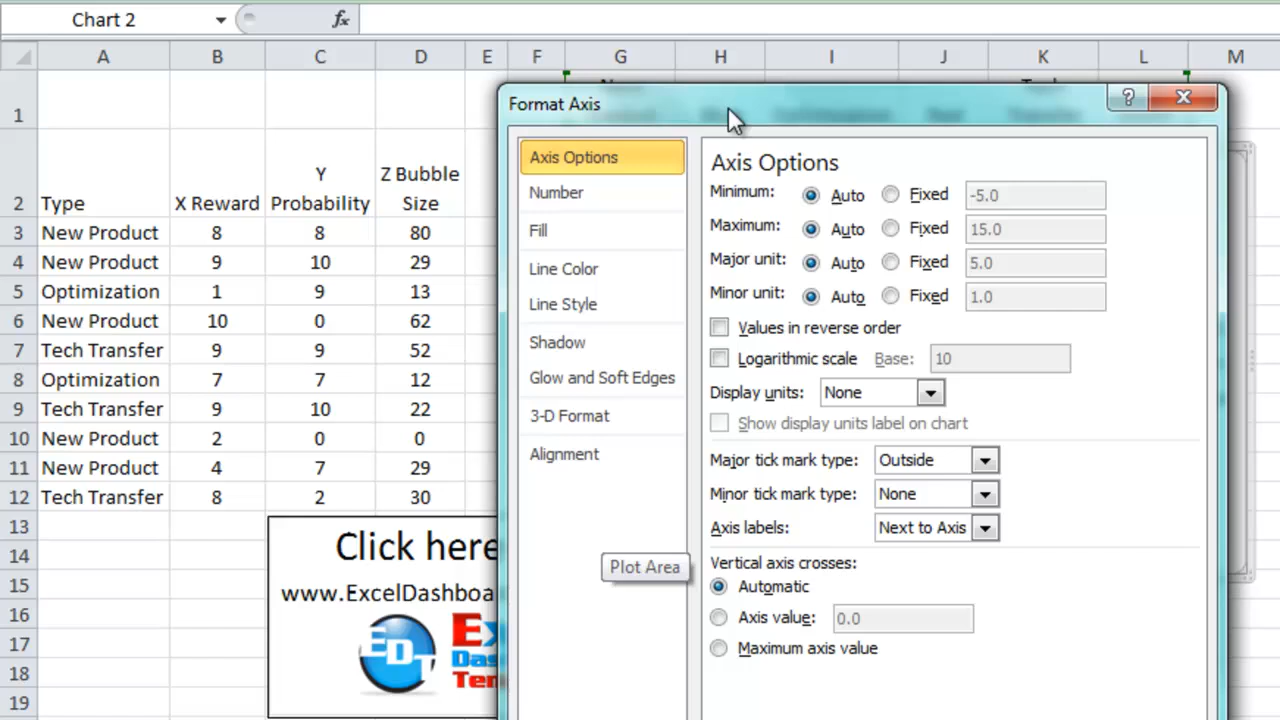 Chart 2
fx
A B C D E F G H I J K L M
1
Format Axis
?
Axis Options
Number
Fill
Line Color
Line Style
Shadow
Glow and Soft Edges
3-D Format
Alignment
Axis Options
Minimum: Auto Fixed -5.0
Maximum: Auto Fixed 15.0
Major unit: Auto Fixed 5.0
Minor unit: Auto Fixed 1.0
Values in reverse order
Logarithmic scale Base: 10
Display units: None
Show display units label on chart
Major tick mark type: Outside
Minor tick mark type: None
Axis labels: Next to Axis
Vertical axis crosses:
Automatic
Axis value: 0.0
Maximum axis value
Plot Area
Y Z Bubble
2 Type X Reward Probability Size
3 New Product 8 8 80
4 New Product 9 10 29
5 Optimization 1 9 13
6 New Product 10 0 62
7 Tech Transfer 9 9 52
8 Optimization 7 7 12
9 Tech Transfer 9 10 22
10 New Product 2 0 0
11 New Product 4 7 29
12 Tech Transfer 8 2 30
13
14
15
16
17
18
19
Click here
www.ExcelDashboa
EDT
Ex
Das
Tem